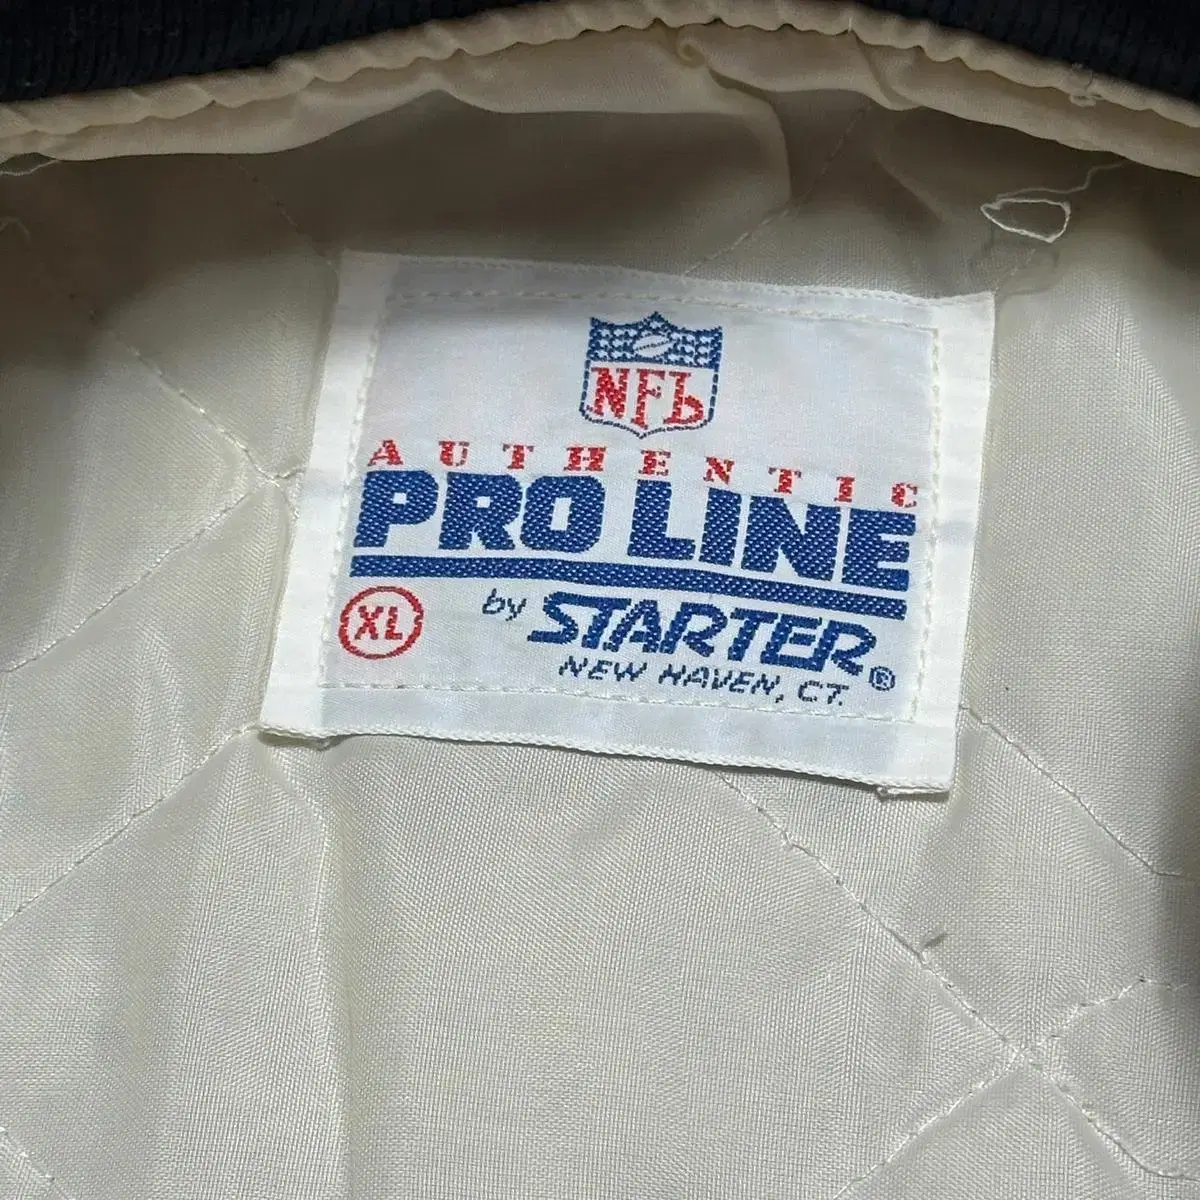 NFL
AUTHENTIC
PRO LINE
XL by STARTER®
NEW HAVEN, CT.